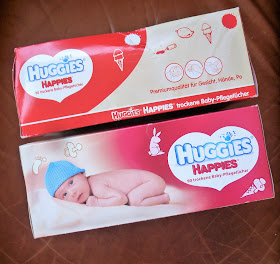 HUGGIES
HAPPIES
Premiumqualität für Gesicht, Hände, Po
HUGGIES HAPPIES trockene Baby-Pflegetücher
HUGGIES
HAPPIES
trockene Baby-Pflegetücher